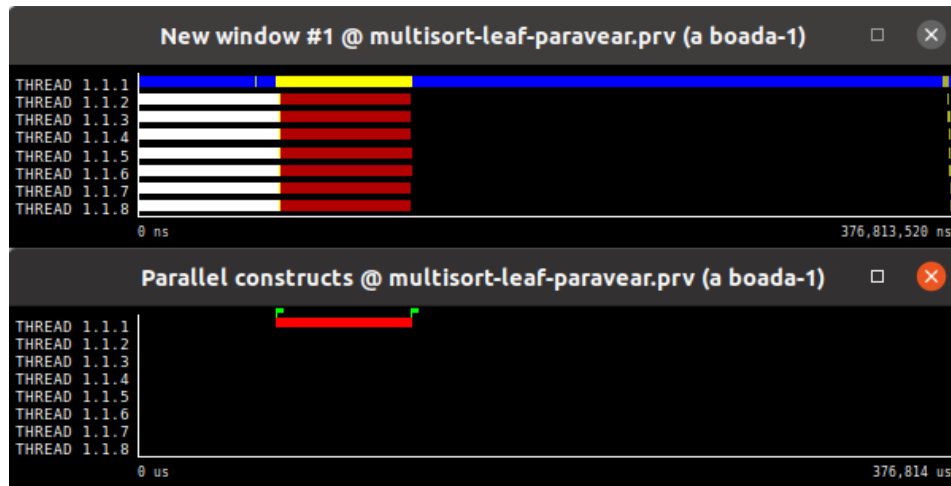 New window #1 @ multisort-leaf-paravear.prv (a boada-1)
THREAD 1.1.1
THREAD 1.1.2
THREAD 1.1.3
THREAD 1.1.4
THREAD 1.1.5
THREAD 1.1.6
THREAD 1.1.7
THREAD 1.1.8
0 ns 376,813,520 ns
Parallel constructs @ multisort-leaf-paravear.prv (a boada-1)
THREAD 1.1.1
THREAD 1.1.2
THREAD 1.1.3
THREAD 1.1.4
THREAD 1.1.5
THREAD 1.1.6
THREAD 1.1.7
THREAD 1.1.8
0 us 376,814 us